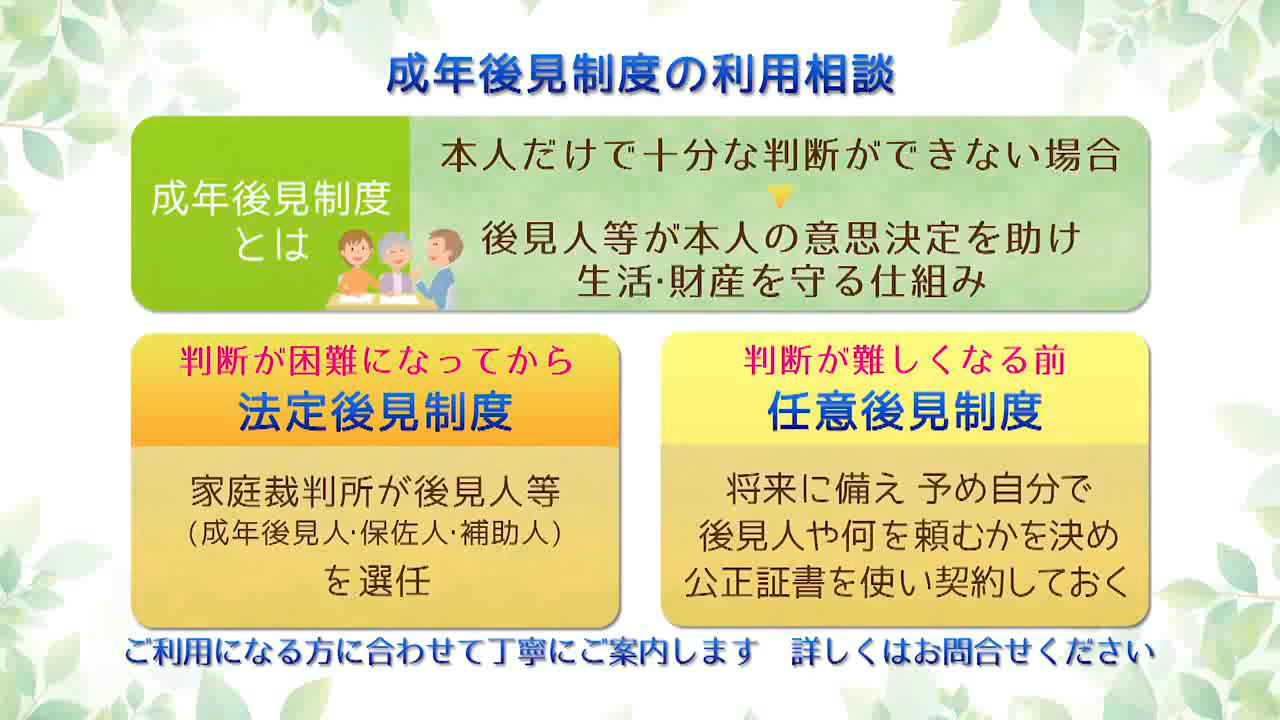 成年後見制度の利用相談
成年後見制度
とは
本人だけで十分な判断ができない場合
後見人等が本人の意思決定を助け
生活・財産を守る仕組み
判断が困難になってから
法定後見制度
家庭裁判所が後見人等
(成年後見人・保佐人・補助人)
を選任
判断が難しくなる前
任意後見制度
将来に備え 予め自分で
後見人や何を頼むかを決め
公正証書を使い契約しておく
ご利用になる方に合わせて丁寧にご案内します　詳しくはお問合せください